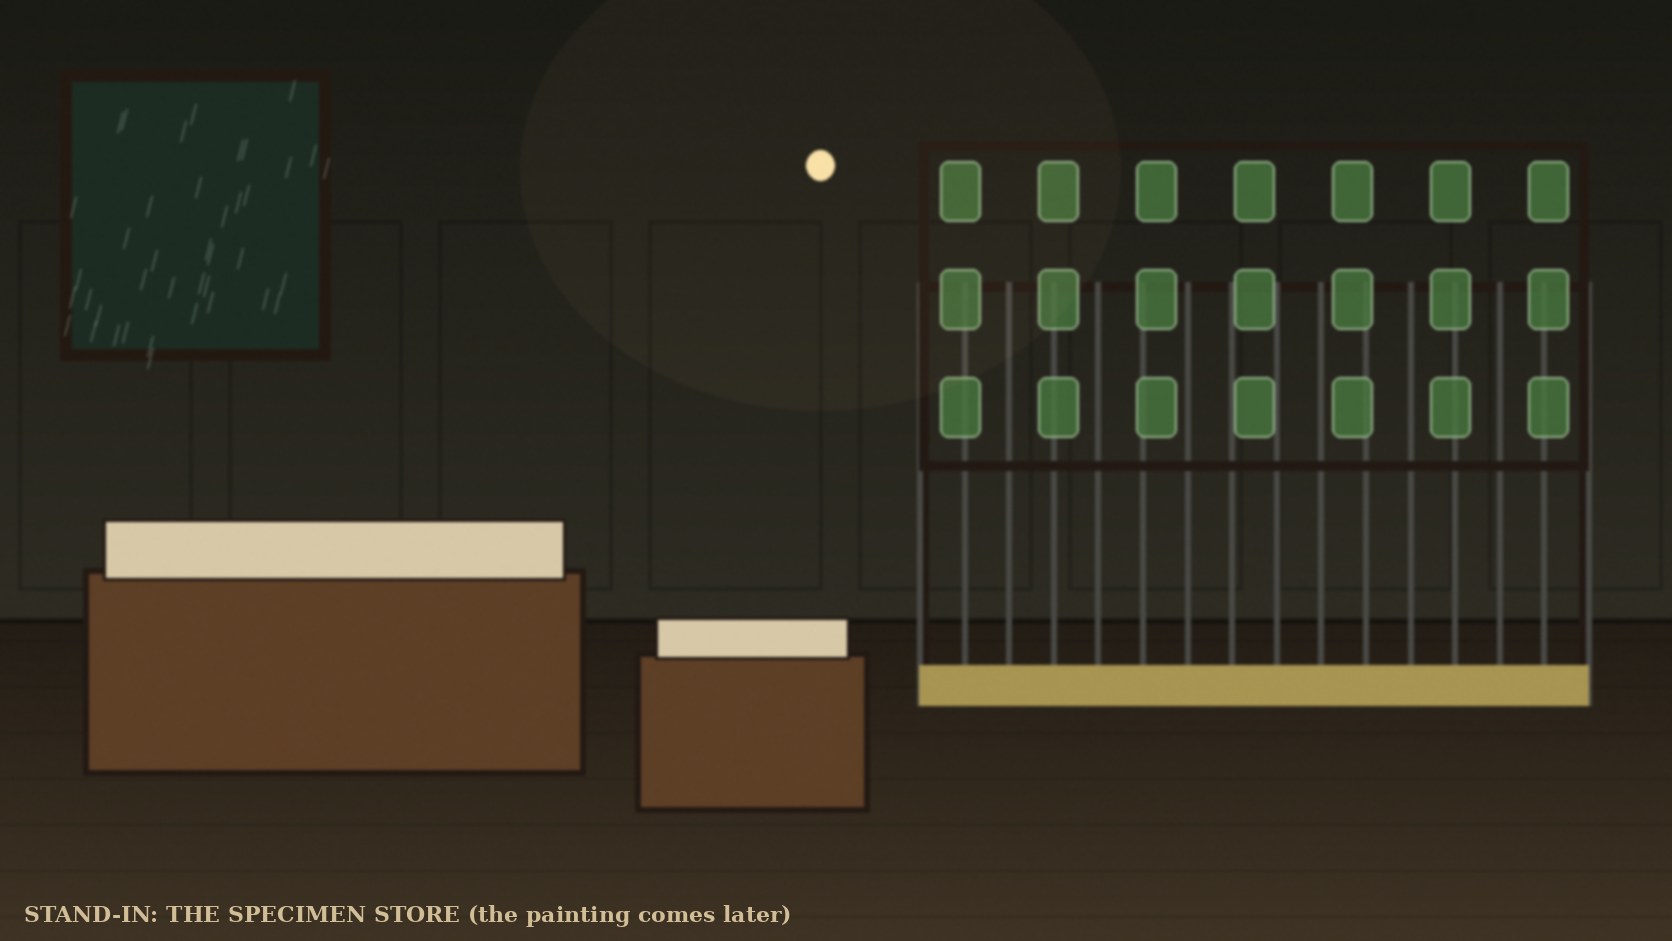 STAND-IN: THE SPECIMEN STORE (the painting comes later)